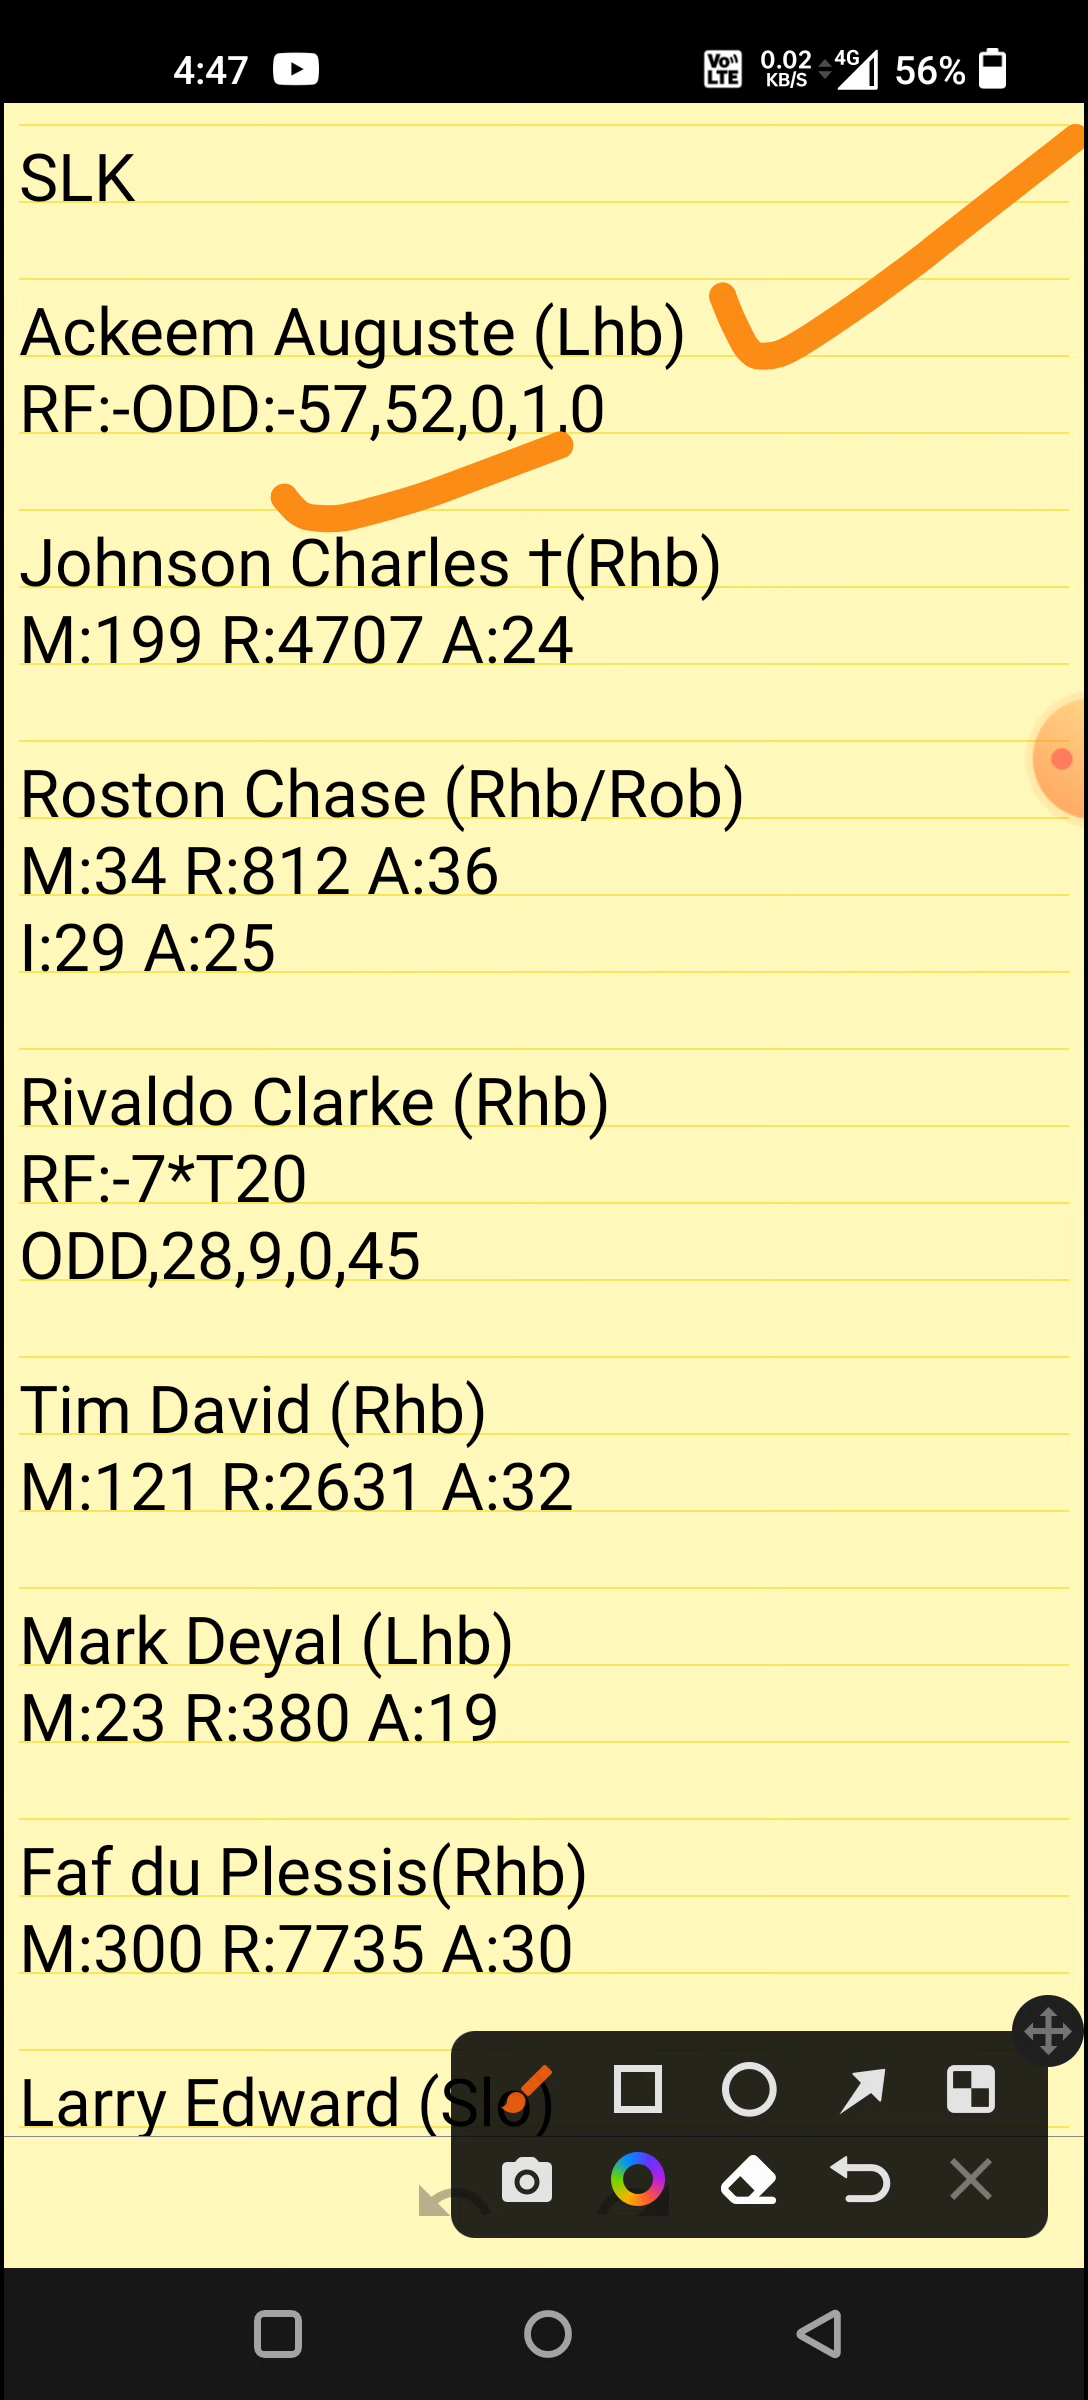 4:47 Vo LTE 0.02 KB/S 4G 56%
SLK
Ackeem Auguste (Lhb)
RF:-ODD:-57,52,0,1,0
Johnson Charles †(Rhb)
M:199 R:4707 A:24
Roston Chase (Rhb/Rob)
M:34 R:812 A:36
I:29 A:25
Rivaldo Clarke (Rhb)
RF:-7*T20
ODD,28,9,0,45
Tim David (Rhb)
M:121 R:2631 A:32
Mark Deyal (Lhb)
M:23 R:380 A:19
Faf du Plessis(Rhb)
M:300 R:7735 A:30
Larry Edward (Slo)